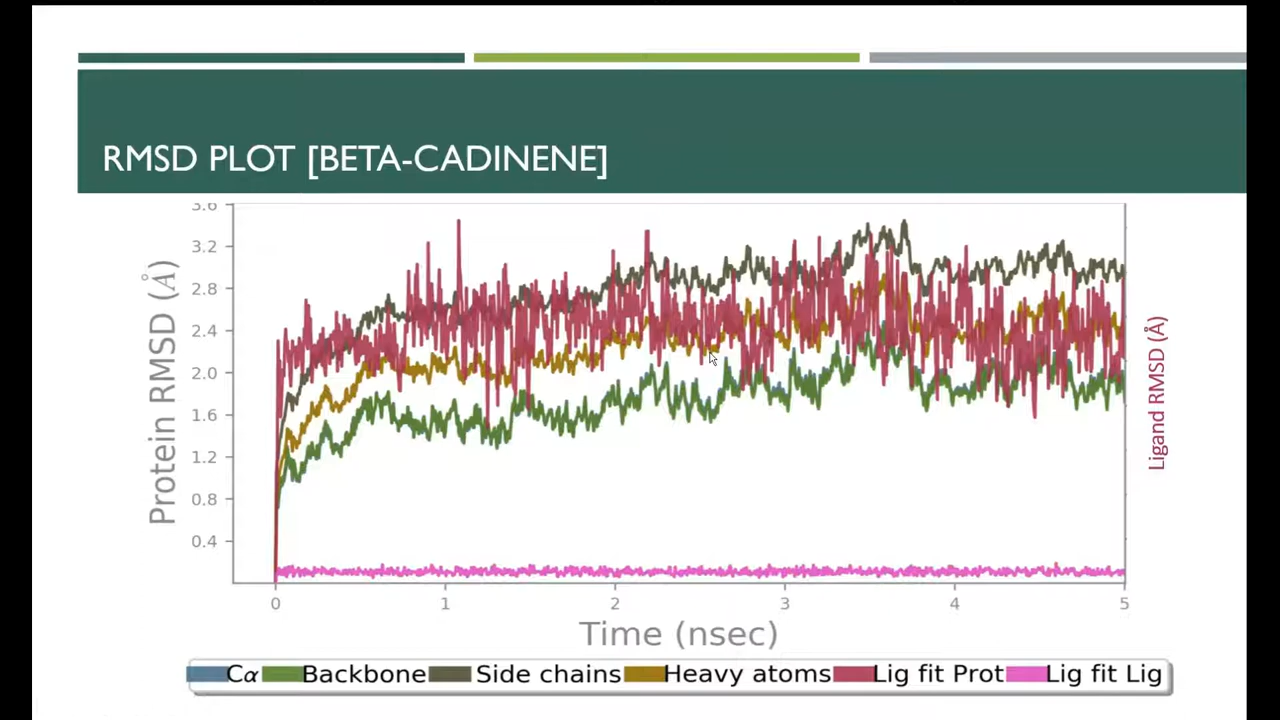 RMSD PLOT [BETA-CADINENE]
3.6
3.2
2.8
2.4
2.0
1.6
1.2
0.8
0.4
Protein RMSD (Å)
Ligand RMSD (Å)
0 1 2 3 4 5
Time (nsec)
Cα Backbone Side chains Heavy atoms Lig fit Prot Lig fit Lig